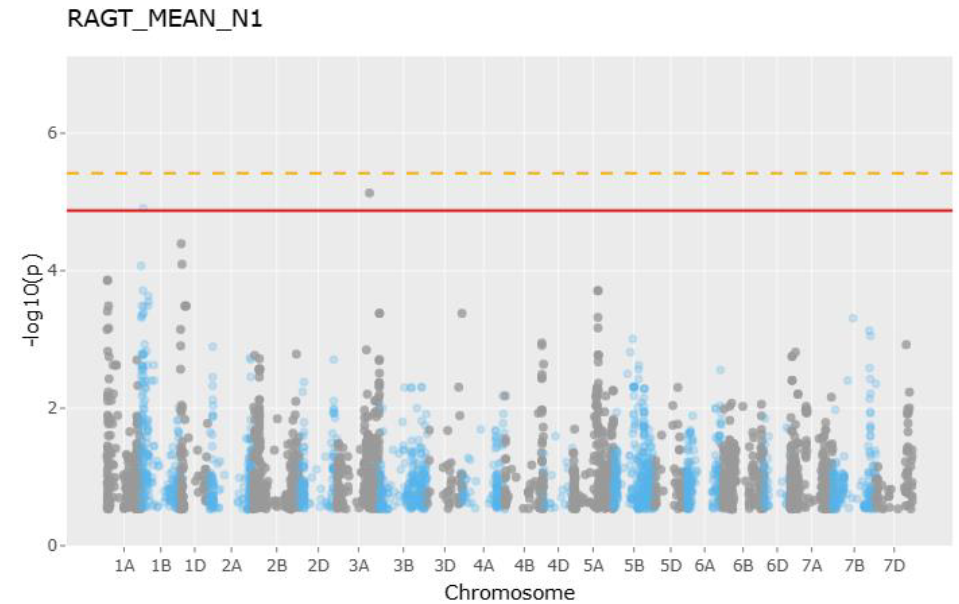 RAGT_MEAN_N1
6
4
2
0
-log10(p)
1A 1B 1D 2A 2B 2D 3A 3B 3D 4A 4B 4D 5A 5B 5D 6A 6B 6D 7A 7B 7D
Chromosome